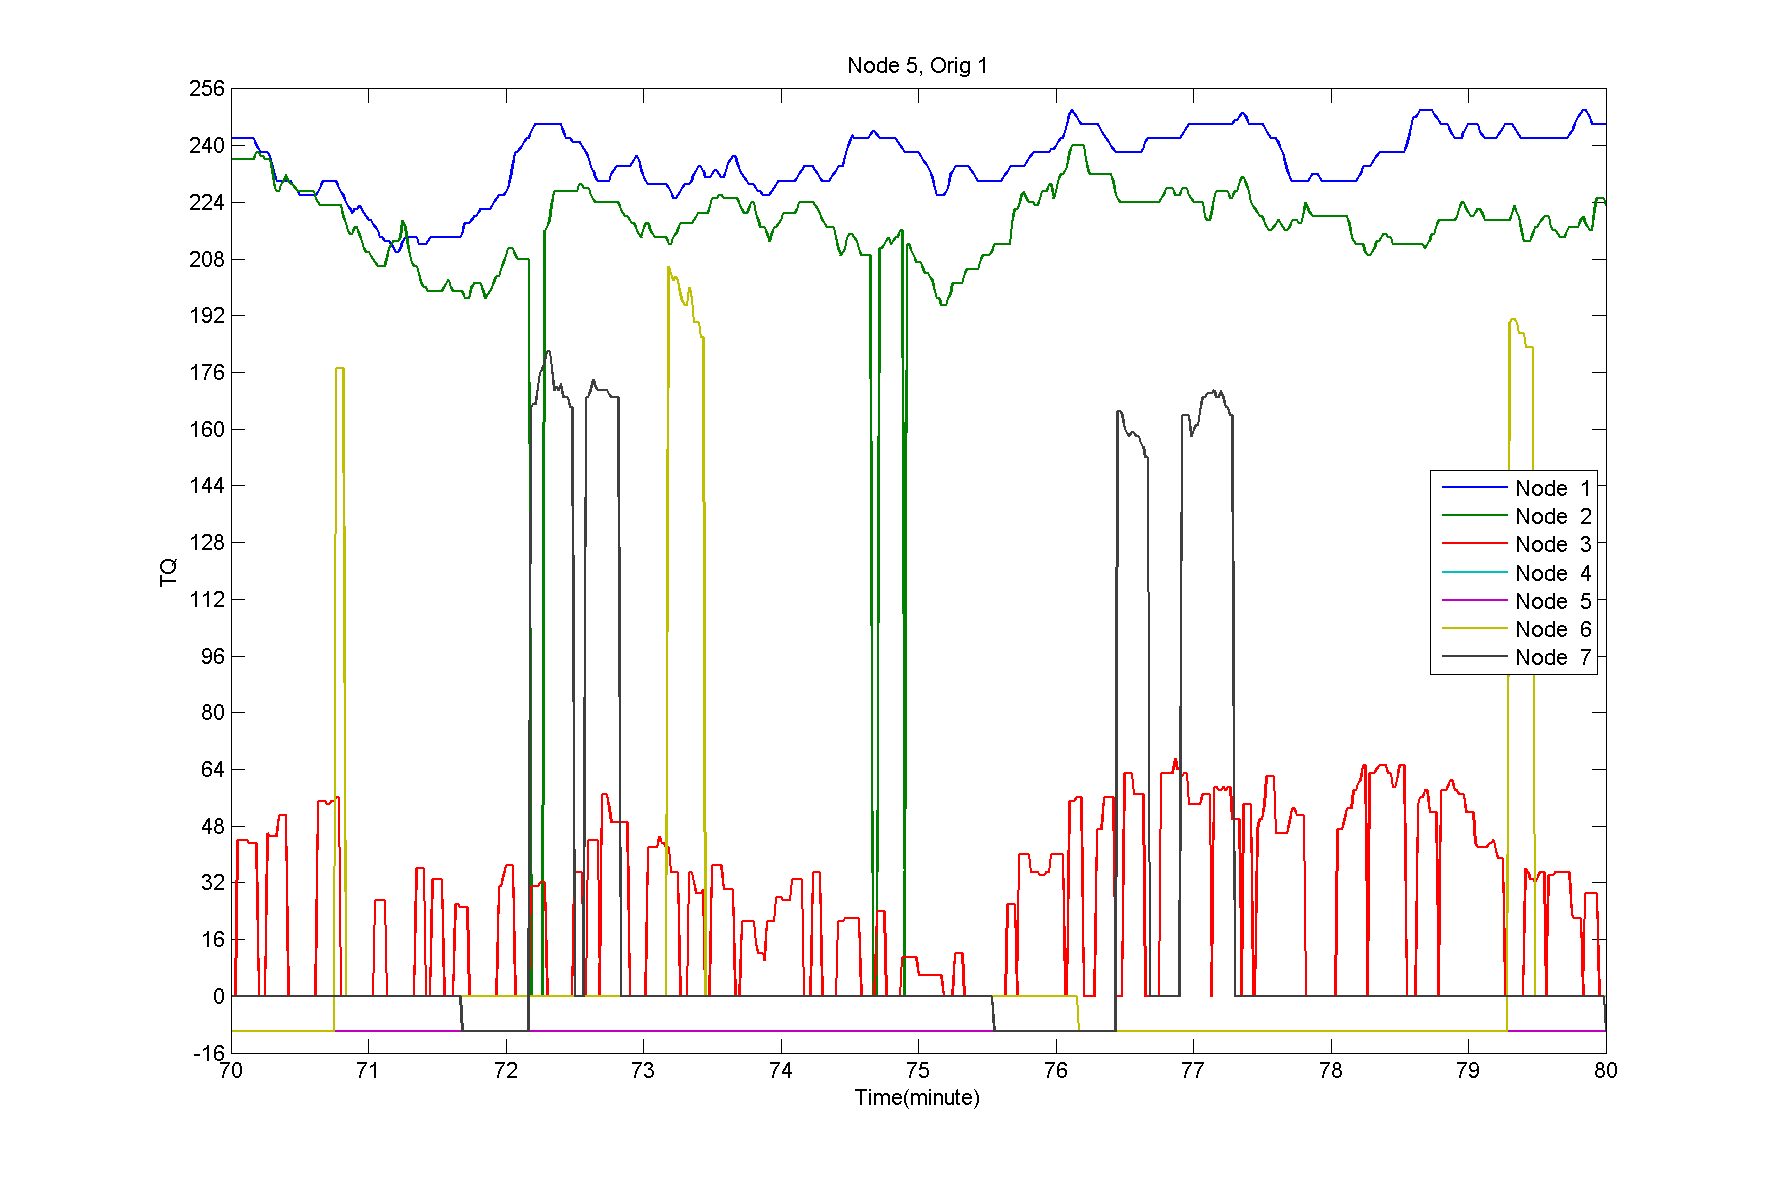 Node 5, Orig 1
256
240
224
208
192
176
160
144
128
112
96
80
64
48
32
16
0
-16
TQ
Node 1
Node 2
Node 3
Node 4
Node 5
Node 6
Node 7
70 71 72 73 74 75 76 77 78 79 80
Time(minute)